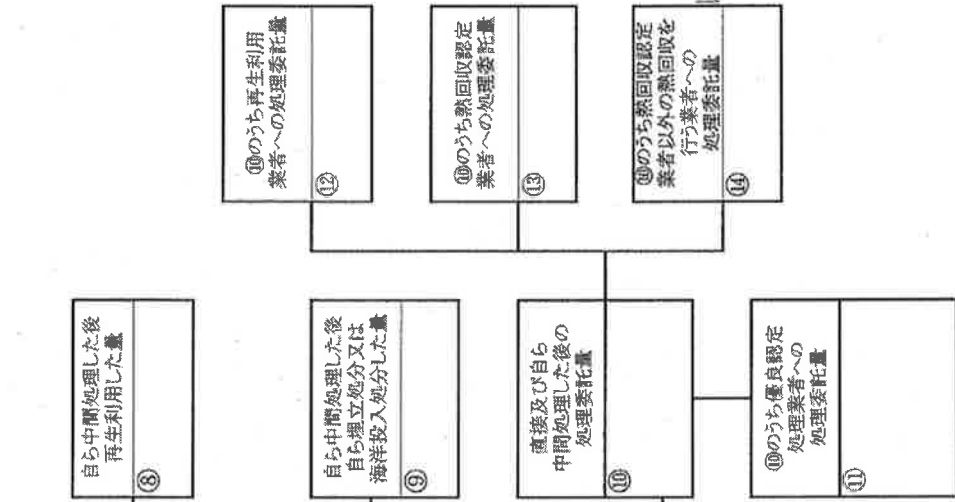 自ら中間処理した後
再生利用した量
⑧
自ら中間処理した後
自ら埋立処分又は
海洋投入処分した量
⑨
直接及び自ら
中間処理した後の
処理委託量
⑩
⑩のうち優良認定
処理業者への
処理委託量
⑪
⑩のうち再生利用
業者への処理委託量
⑫
⑩のうち熱回収認定
業者への処理委託量
⑬
⑩のうち熱回収認定
業者以外の熱回収を
行う業者への
処理委託量
⑭